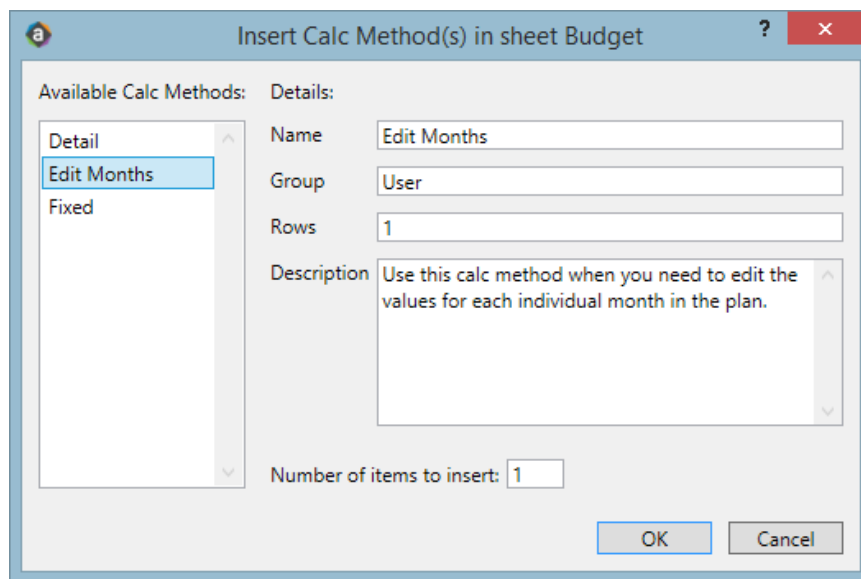 Insert Calc Method(s) in sheet Budget
?
Available Calc Methods:
Detail
Edit Months
Fixed
Details:
Name Edit Months
Group User
Rows 1
Description Use this calc method when you need to edit the
values for each individual month in the plan.
Number of items to insert: 1
OK Cancel